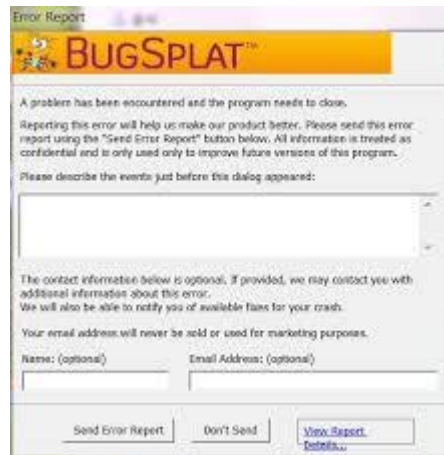 Error Report
BUGSPLAT™
A problem has been encountered and the program needs to close.
Reporting this error will help us make our product better. Please send this error
report using the "Send Error Report" button below. All information is treated as
confidential and is only used only to improve future versions of this program.
Please describe the events just before this dialog appeared:
The contact information below is optional. If provided, we may contact you with
additional information about this error.
We will also be able to notify you of available fixes for your crash.
Your email address will never be sold or used for marketing purposes.
Name: (optional) Email Address: (optional)
Send Error Report Don't Send View Report
Details...